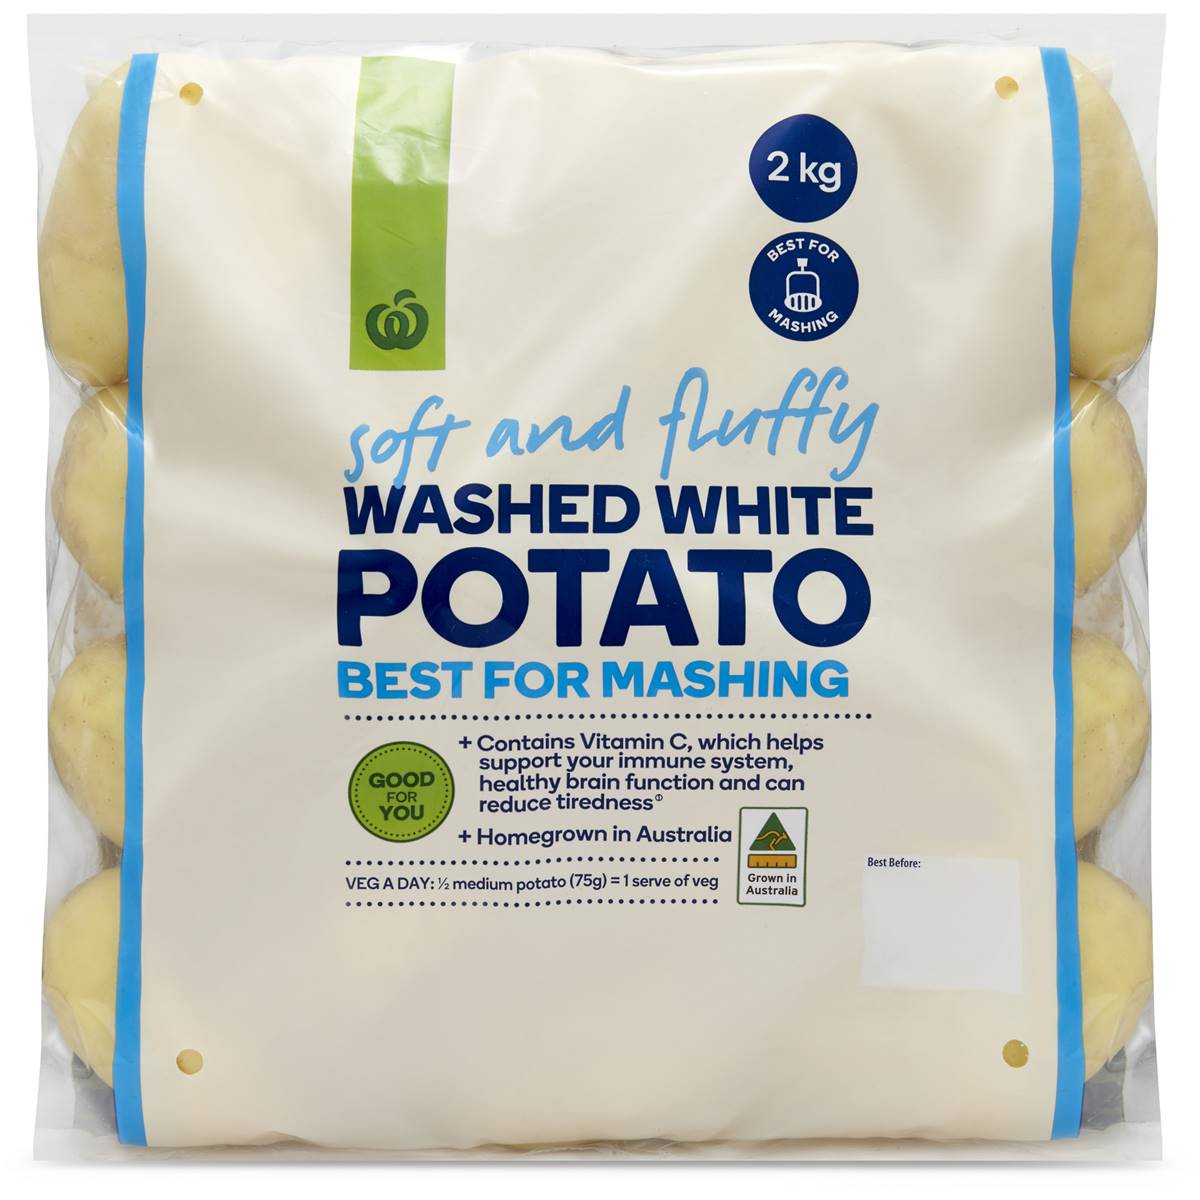 2 kg
BEST FOR
MASHING
soft and fluffy
WASHED WHITE
POTATO
BEST FOR MASHING
GOOD
FOR
YOU
+ Contains Vitamin C, which helps
support your immune system,
healthy brain function and can
reduce tiredness
+ Homegrown in Australia
VEG A DAY: ½ medium potato (75g) = 1 serve of veg
Grown in
Australia
Best Before: